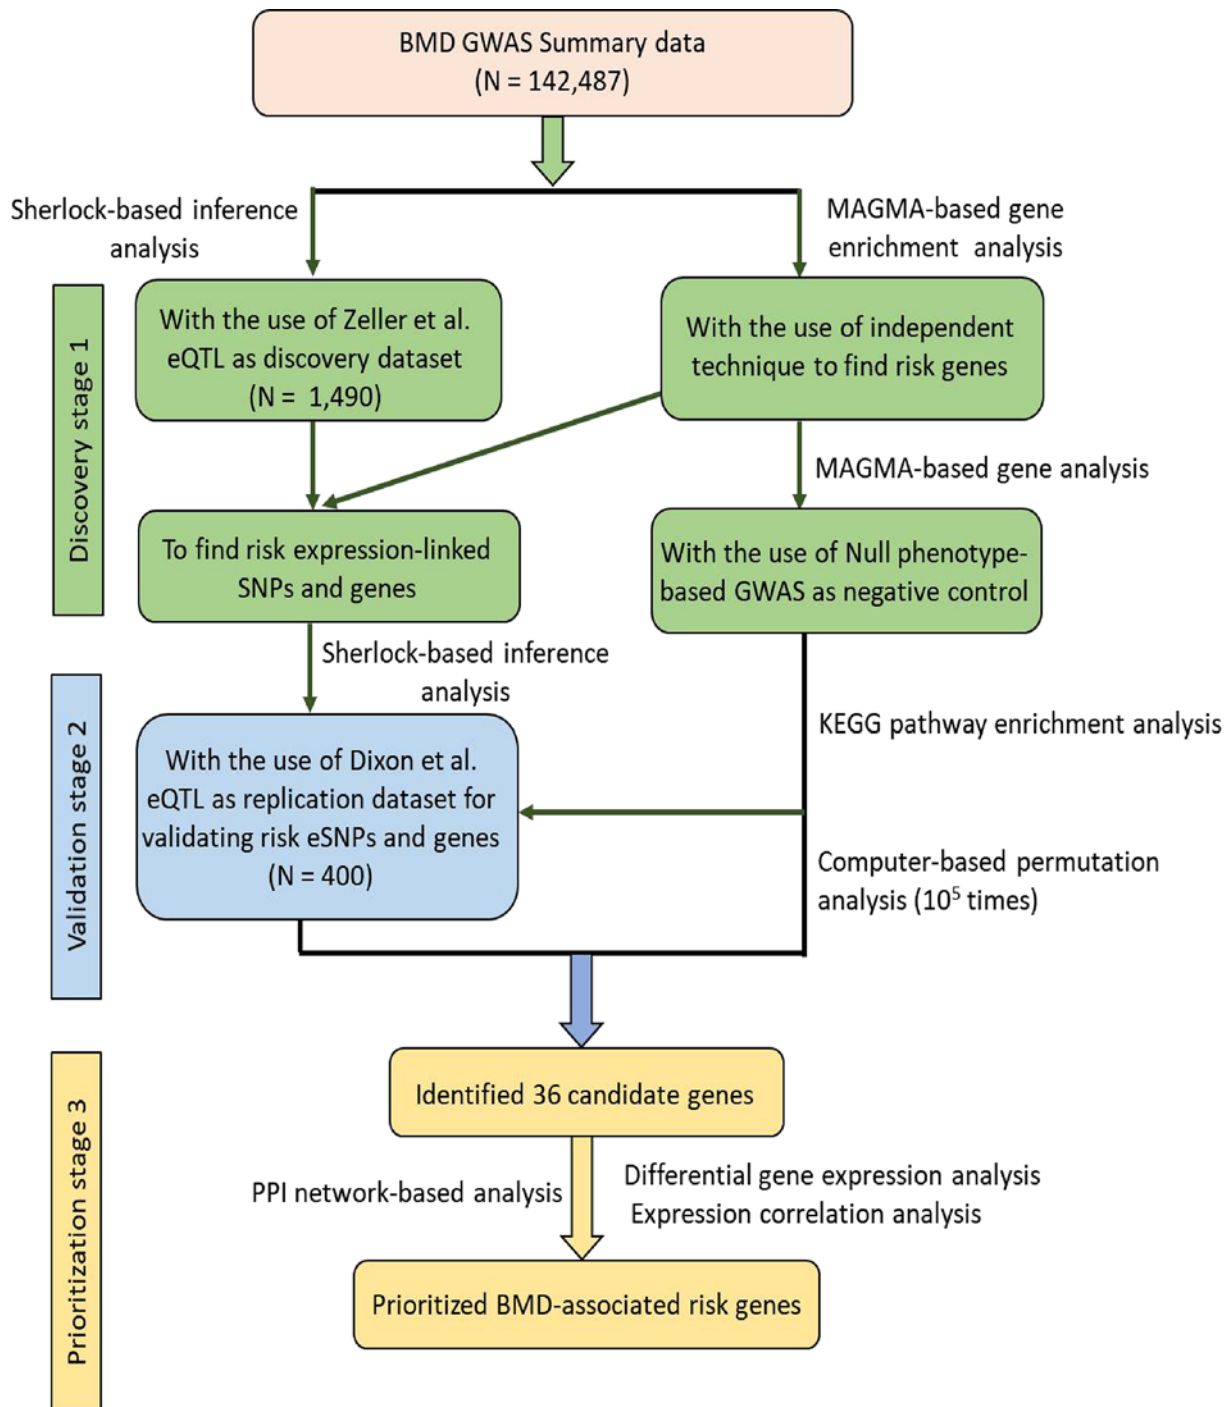 BMD GWAS Summary data
(N = 142,487)
Sherlock-based inference
analysis
MAGMA-based gene
enrichment analysis
Discovery stage 1
With the use of Zeller et al.
eQTL as discovery dataset
(N = 1,490)
With the use of independent
technique to find risk genes
MAGMA-based gene analysis
To find risk expression-linked
SNPs and genes
With the use of Null phenotype-
based GWAS as negative control
Sherlock-based inference
analysis
Validation stage 2
With the use of Dixon et al.
eQTL as replication dataset for
validating risk eSNPs and genes
(N = 400)
KEGG pathway enrichment analysis
Computer-based permutation
analysis (10⁵ times)
Prioritization stage 3
Identified 36 candidate genes
PPI network-based analysis
Differential gene expression analysis
Expression correlation analysis
Prioritized BMD-associated risk genes